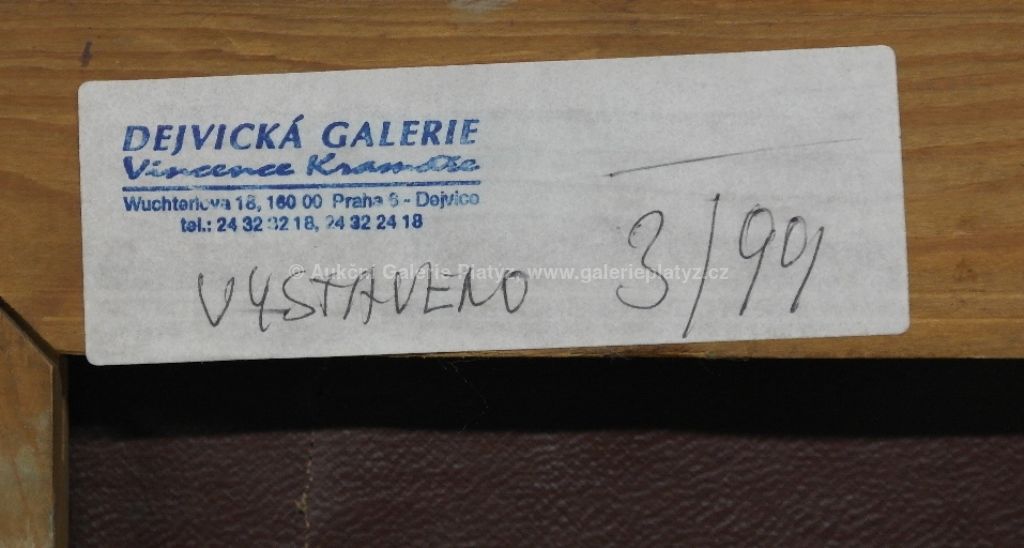 DEJVICKÁ GALERIE
Vincence Kramáře
Wuchterlova 18, 160 00 Praha 6 - Dejvice
tel.: 24 32 32 18, 24 32 24 18
© Aukční Galerie Platýz, www.galerieplatyz.cz
VYSTAVENO 3/99